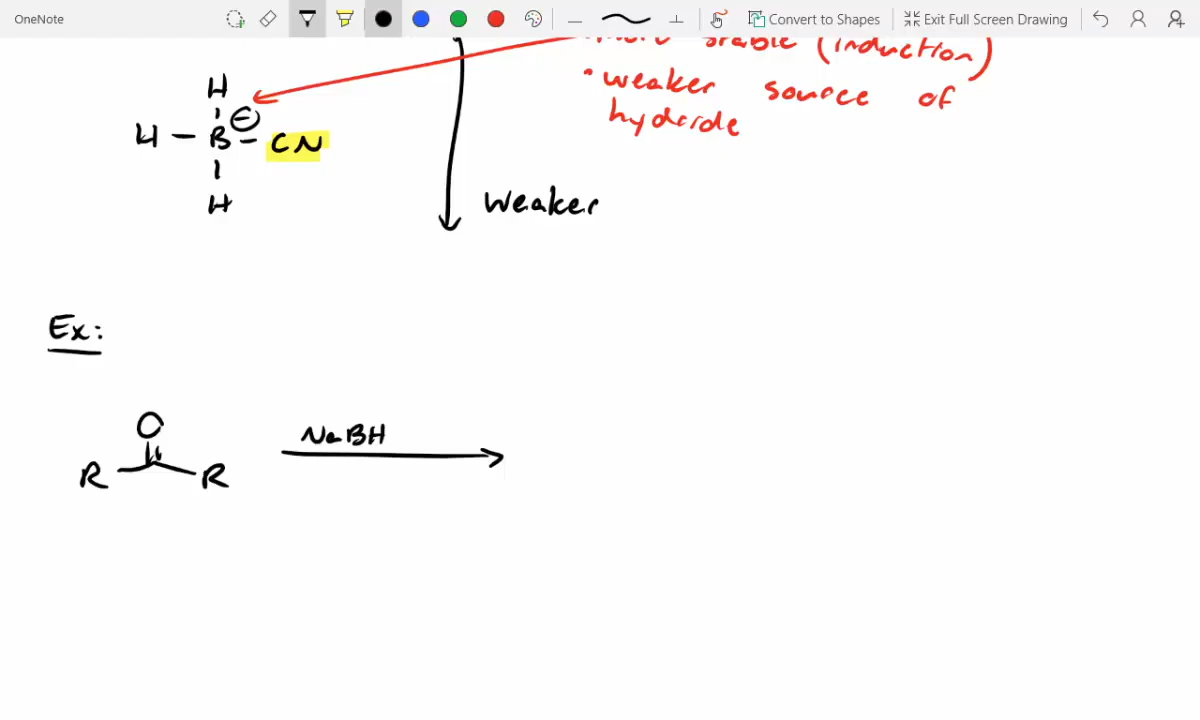 OneNote
Convert to Shapes
Exit Full Screen Drawing
stable (induction)
• weaker source of
hydride
H
H - B - CN
H
weaker
Ex:
O
R R
NaBH